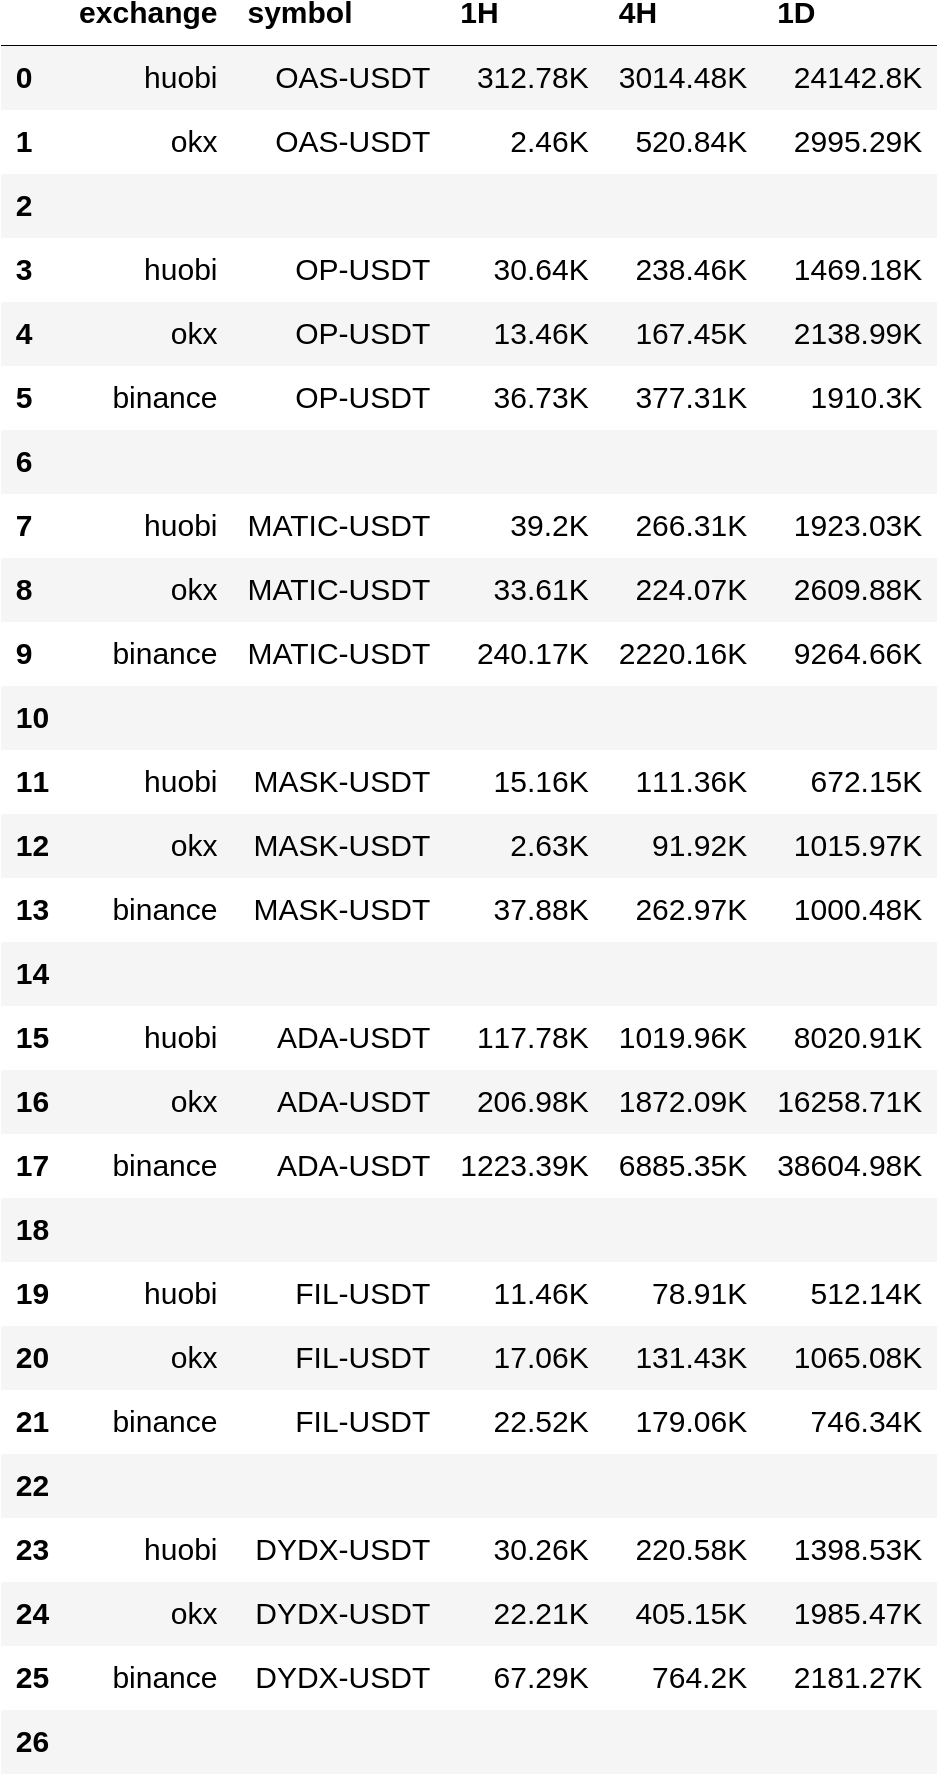 exchange symbol 1H 4H 1D
0 huobi OAS-USDT 312.78K 3014.48K 24142.8K
1 okx OAS-USDT 2.46K 520.84K 2995.29K
2
3 huobi OP-USDT 30.64K 238.46K 1469.18K
4 okx OP-USDT 13.46K 167.45K 2138.99K
5 binance OP-USDT 36.73K 377.31K 1910.3K
6
7 huobi MATIC-USDT 39.2K 266.31K 1923.03K
8 okx MATIC-USDT 33.61K 224.07K 2609.88K
9 binance MATIC-USDT 240.17K 2220.16K 9264.66K
10
11 huobi MASK-USDT 15.16K 111.36K 672.15K
12 okx MASK-USDT 2.63K 91.92K 1015.97K
13 binance MASK-USDT 37.88K 262.97K 1000.48K
14
15 huobi ADA-USDT 117.78K 1019.96K 8020.91K
16 okx ADA-USDT 206.98K 1872.09K 16258.71K
17 binance ADA-USDT 1223.39K 6885.35K 38604.98K
18
19 huobi FIL-USDT 11.46K 78.91K 512.14K
20 okx FIL-USDT 17.06K 131.43K 1065.08K
21 binance FIL-USDT 22.52K 179.06K 746.34K
22
23 huobi DYDX-USDT 30.26K 220.58K 1398.53K
24 okx DYDX-USDT 22.21K 405.15K 1985.47K
25 binance DYDX-USDT 67.29K 764.2K 2181.27K
26